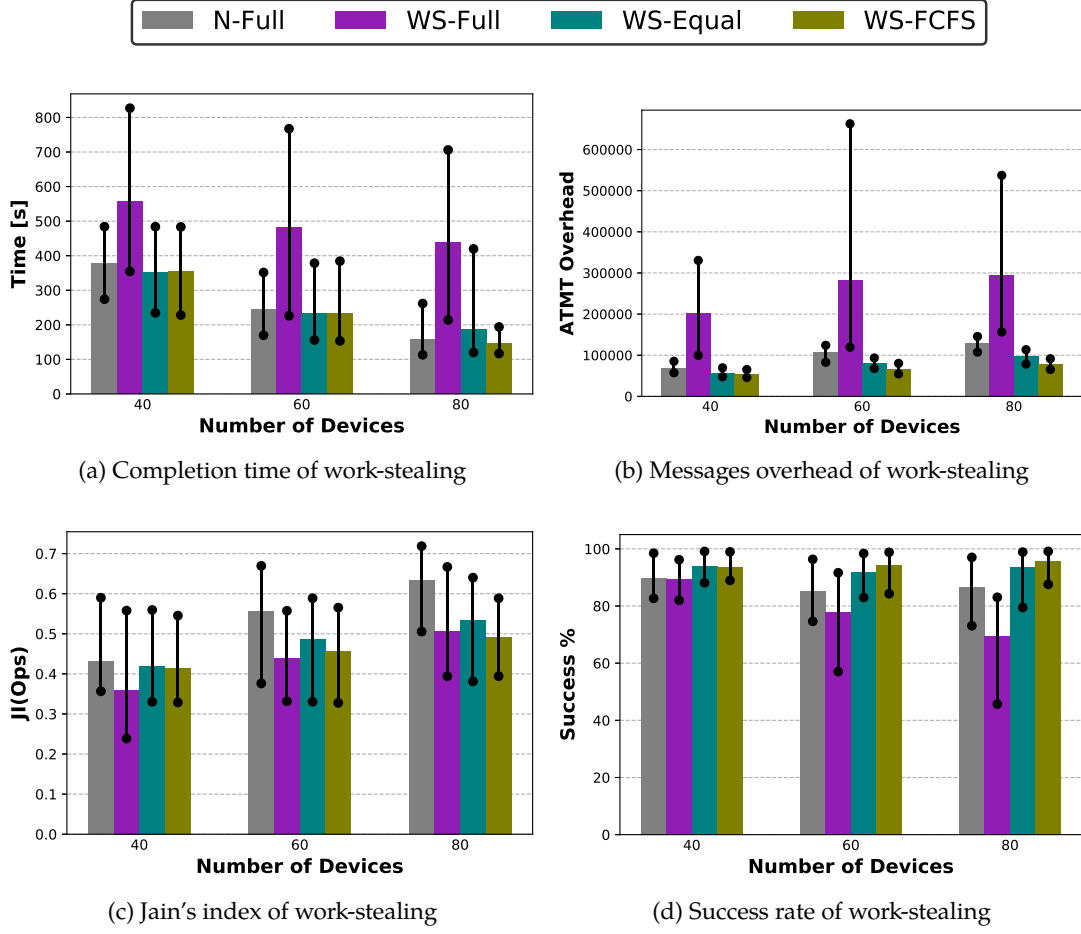 N-Full WS-Full WS-Equal WS-FCFS
800
700
600
500
400
300
200
100
0
Time [s]
40 60 80
Number of Devices
(a) Completion time of work-stealing
600000
500000
400000
300000
200000
100000
0
ATMT Overhead
40 60 80
Number of Devices
(b) Messages overhead of work-stealing
0.7
0.6
0.5
0.4
0.3
0.2
0.1
0.0
JI(Ops)
40 60 80
Number of Devices
(c) Jain's index of work-stealing
100
80
60
40
20
0
Success %
40 60 80
Number of Devices
(d) Success rate of work-stealing